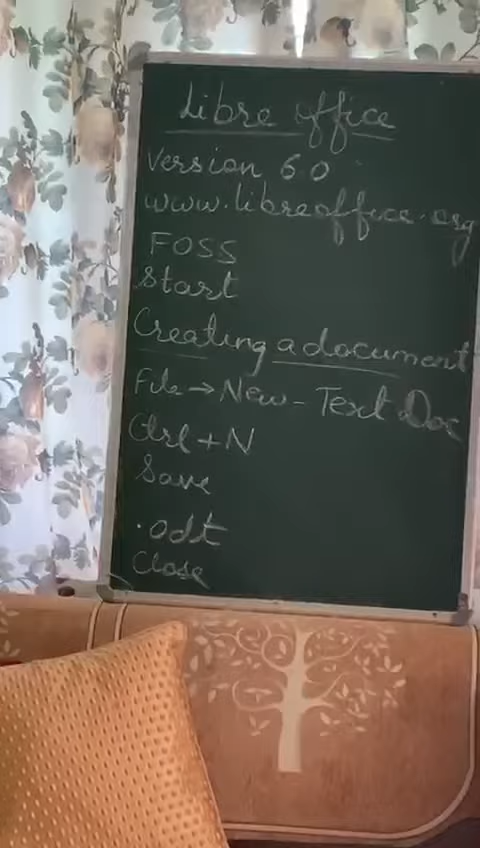 Libre office
Version 6.0
www.libreoffice.org
FOSS
Start
Creating a document
File → New - Text Doc
Ctrl + N
Save
.odt
Close